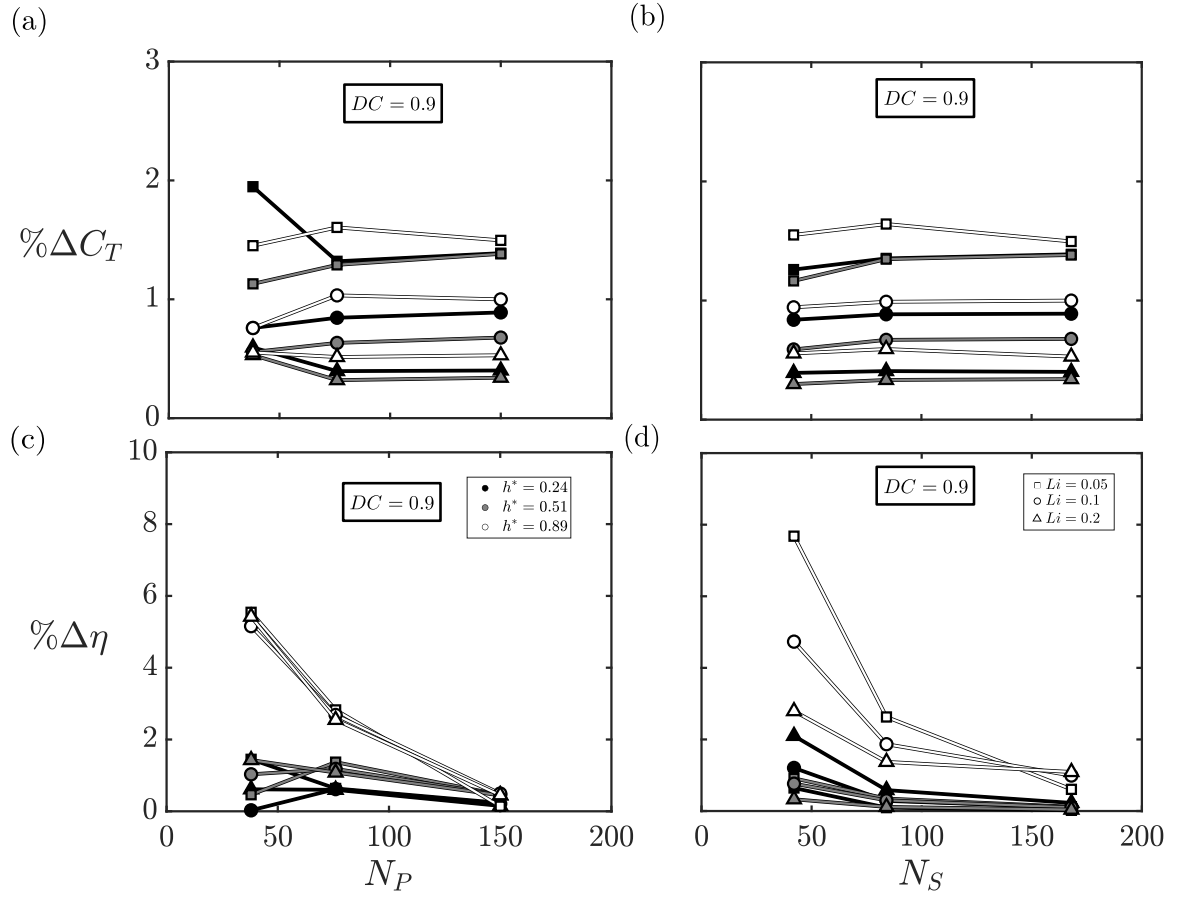 (a)
(b)
3
2
1
0
%ΔC_T
DC = 0.9
DC = 0.9
(c)
(d)
10
8
6
4
2
0
%Δη
DC = 0.9
h* = 0.24
h* = 0.51
h* = 0.89
DC = 0.9
Li = 0.05
Li = 0.1
Li = 0.2
0 50 100 150 200
0 50 100 150 200
N_P
N_S